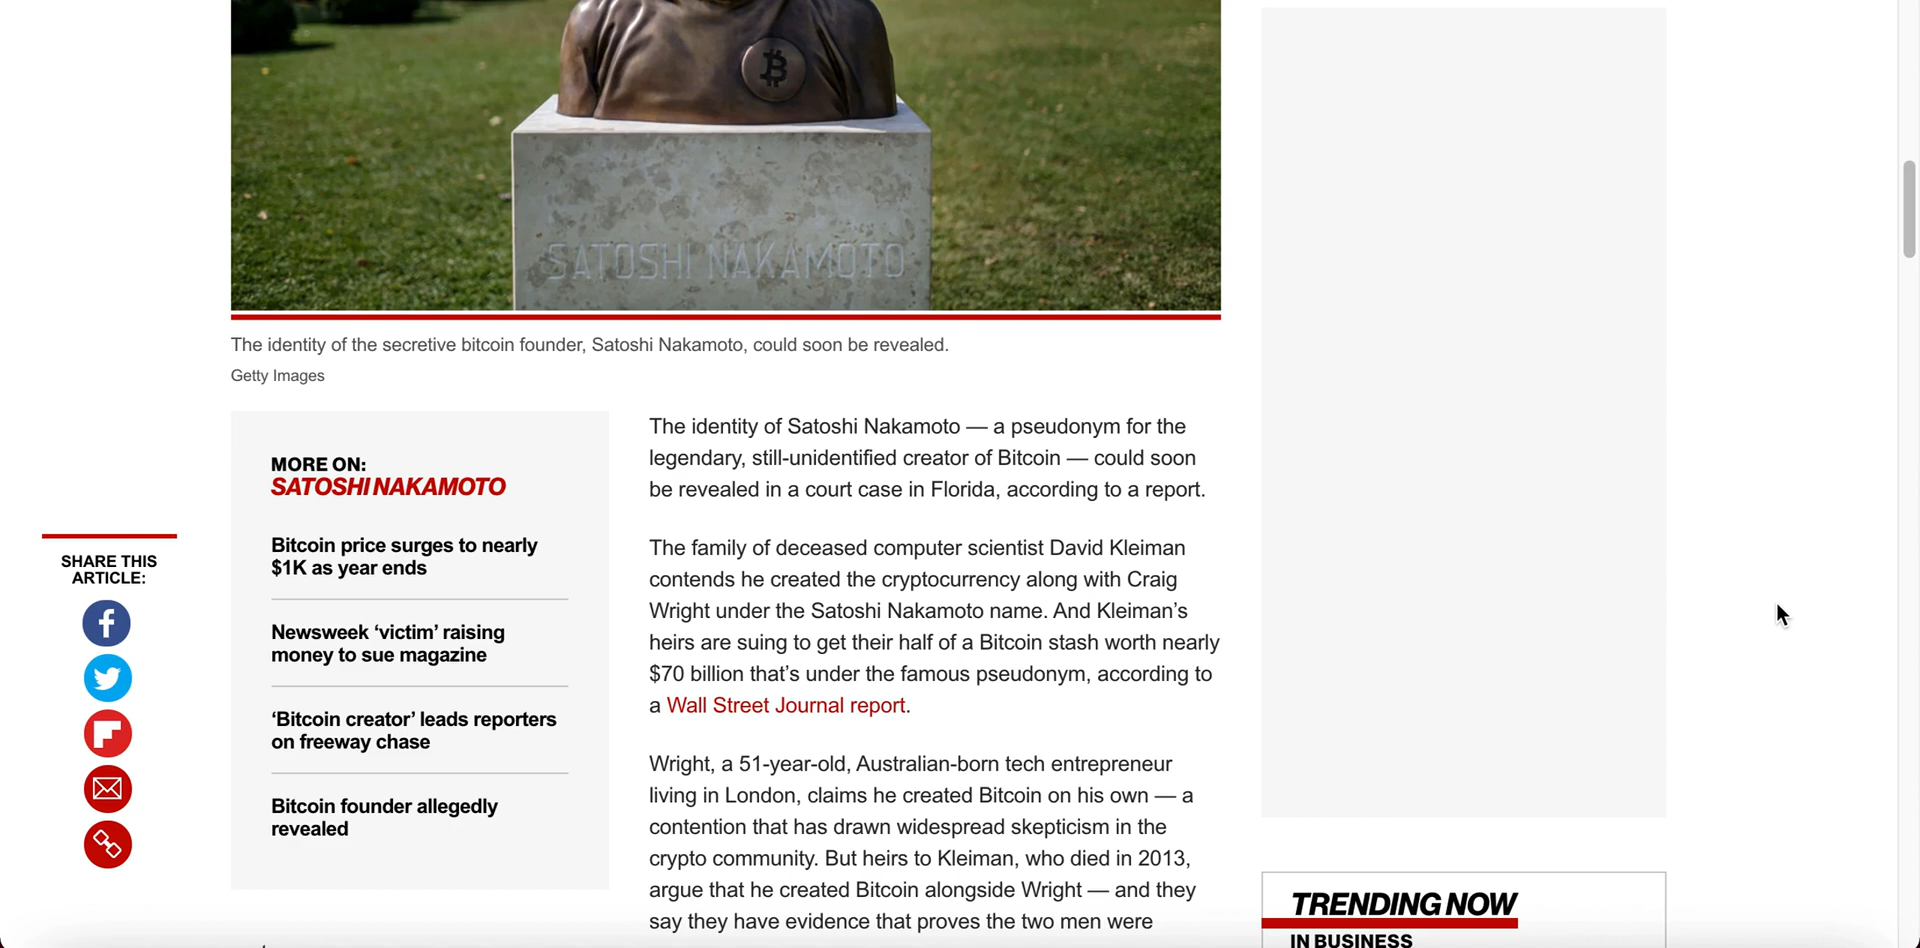 SATOSHI NAKAMOTO
The identity of the secretive bitcoin founder, Satoshi Nakamoto, could soon be revealed.
Getty Images
SHARE THIS
ARTICLE:
MORE ON:
SATOSHI NAKAMOTO
Bitcoin price surges to nearly
$1K as year ends
Newsweek ‘victim’ raising
money to sue magazine
‘Bitcoin creator’ leads reporters
on freeway chase
Bitcoin founder allegedly
revealed
The identity of Satoshi Nakamoto — a pseudonym for the
legendary, still-unidentified creator of Bitcoin — could soon
be revealed in a court case in Florida, according to a report.
The family of deceased computer scientist David Kleiman
contends he created the cryptocurrency along with Craig
Wright under the Satoshi Nakamoto name. And Kleiman’s
heirs are suing to get their half of a Bitcoin stash worth nearly
$70 billion that’s under the famous pseudonym, according to
a Wall Street Journal report.
Wright, a 51-year-old, Australian-born tech entrepreneur
living in London, claims he created Bitcoin on his own — a
contention that has drawn widespread skepticism in the
crypto community. But heirs to Kleiman, who died in 2013,
argue that he created Bitcoin alongside Wright — and they
say they have evidence that proves the two men were
TRENDING NOW
IN BUSINESS